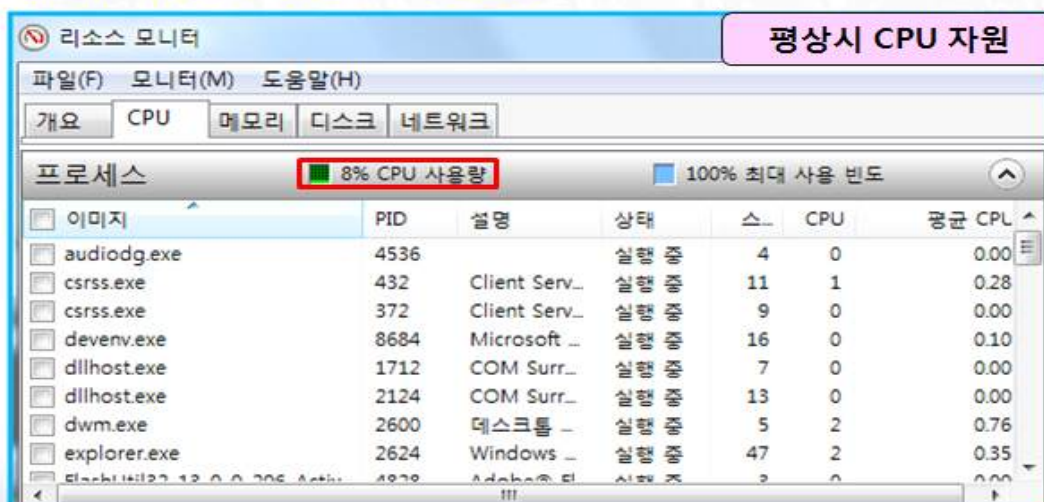 리소스 모니터
평상시 CPU 자원
파일(F) 모니터(M) 도움말(H)
개요 CPU 메모리 디스크 네트워크
프로세스 8% CPU 사용량 100% 최대 사용 빈도
이미지 PID 설명 상태 스... CPU 평균 CPU
audiodg.exe 4536 실행 중 4 0 0.00
csrss.exe 432 Client Serv... 실행 중 11 1 0.28
csrss.exe 372 Client Serv... 실행 중 9 0 0.00
devenv.exe 8684 Microsoft ... 실행 중 16 0 0.10
dllhost.exe 1712 COM Surr... 실행 중 7 0 0.00
dllhost.exe 2124 COM Surr... 실행 중 13 0 0.00
dwm.exe 2600 데스크톱 ... 실행 중 5 2 0.76
explorer.exe 2624 Windows ... 실행 중 47 2 0.35